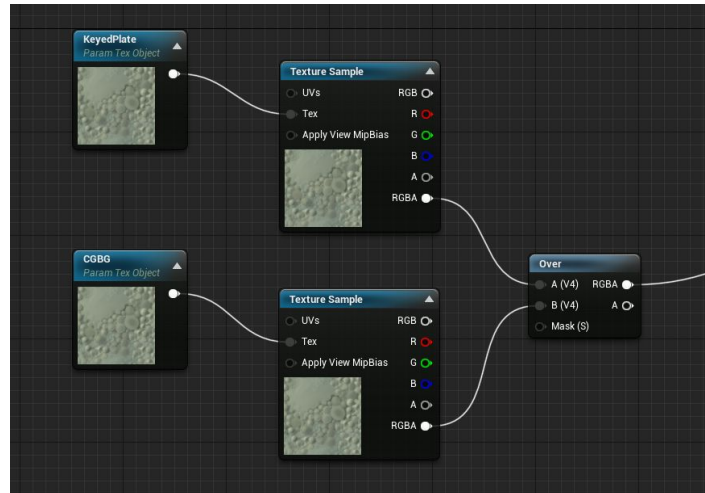 KeyedPlate
Param Tex Object
Texture Sample
UVs RGB
Tex R
Apply View MipBias G
B
A
RGBA
CGBG
Param Tex Object
Over
A (V4) RGBA
B (V4) A
Mask (S)
Texture Sample
UVs RGB
Tex R
Apply View MipBias G
B
A
RGBA